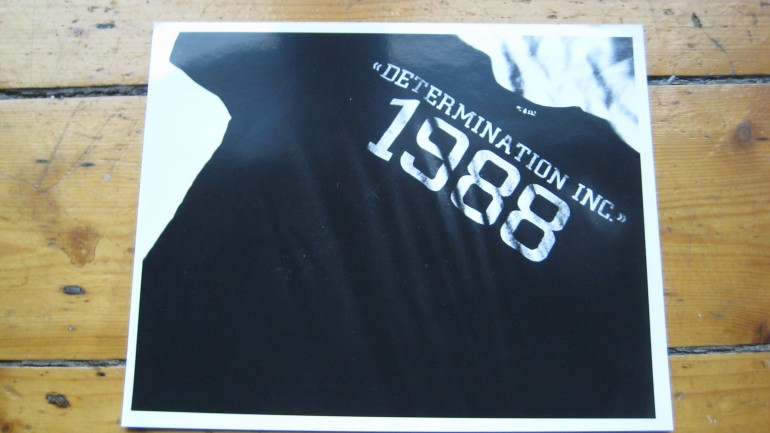 «DETERMINATION INC.»
1988